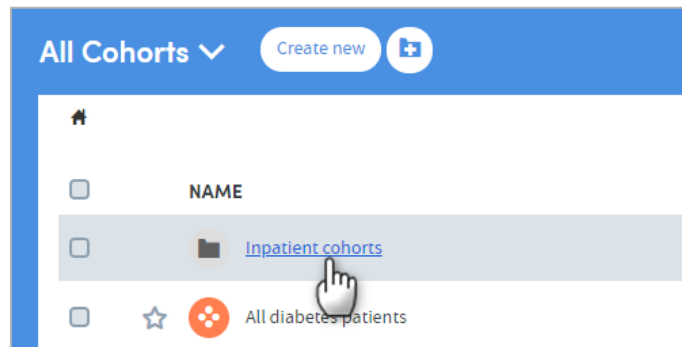 All Cohorts
Create new
NAME
Inpatient cohorts
All diabetes patients